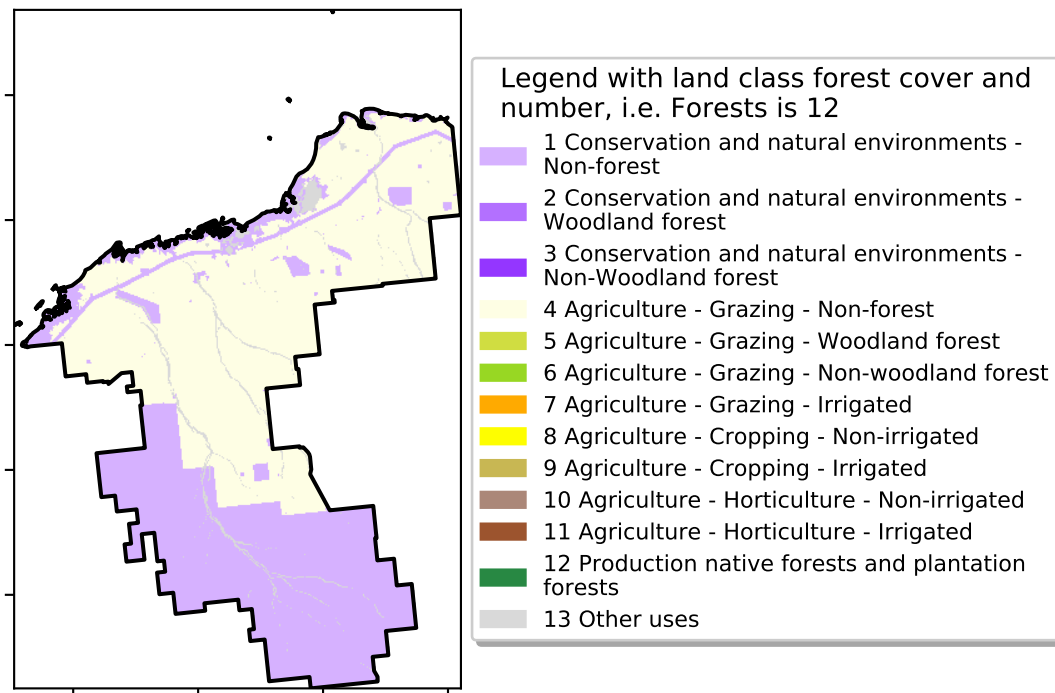 Legend with land class forest cover and
number, i.e. Forests is 12
1 Conservation and natural environments -
Non-forest
2 Conservation and natural environments -
Woodland forest
3 Conservation and natural environments -
Non-Woodland forest
4 Agriculture - Grazing - Non-forest
5 Agriculture - Grazing - Woodland forest
6 Agriculture - Grazing - Non-woodland forest
7 Agriculture - Grazing - Irrigated
8 Agriculture - Cropping - Non-irrigated
9 Agriculture - Cropping - Irrigated
10 Agriculture - Horticulture - Non-irrigated
11 Agriculture - Horticulture - Irrigated
12 Production native forests and plantation
forests
13 Other uses